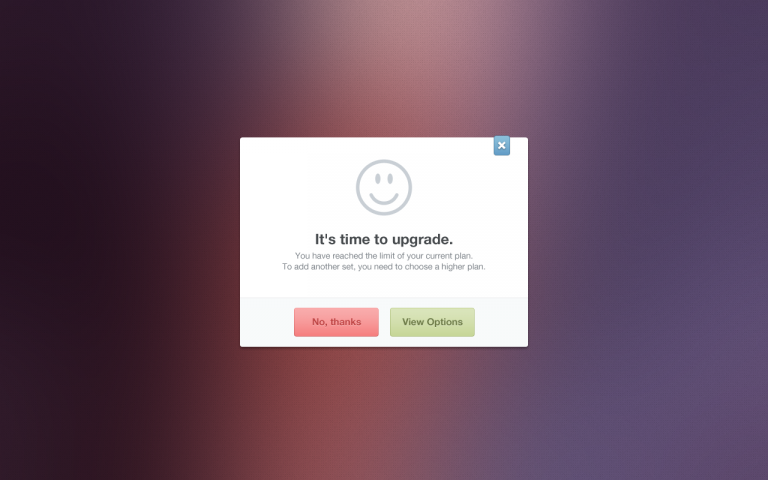 It's time to upgrade.
You have reached the limit of your current plan.
To add another set, you need to choose a higher plan.
No, thanks
View Options